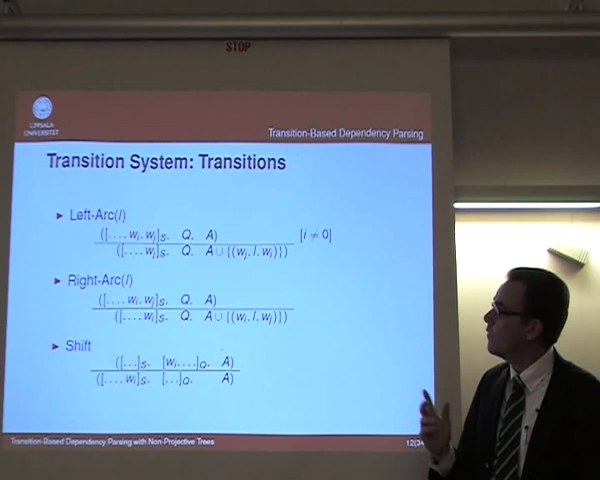 STOP
UPPSALA
UNIVERSITET
Transition-Based Dependency Parsing
Transition System: Transitions
► Left-Arc(l)
([…, wi, wj]S, Q, A) [i ≠ 0]
([…, wj]S, Q, A ∪ {(wj, l, wi)})
► Right-Arc(l)
([…, wi, wj]S, Q, A)
([…, wi]S, Q, A ∪ {(wi, l, wj)})
► Shift
([…]S, [wi, …]Q, A)
([…, wi]S, […]Q, A)
Transition-Based Dependency Parsing with Non-Projective Trees
12(34